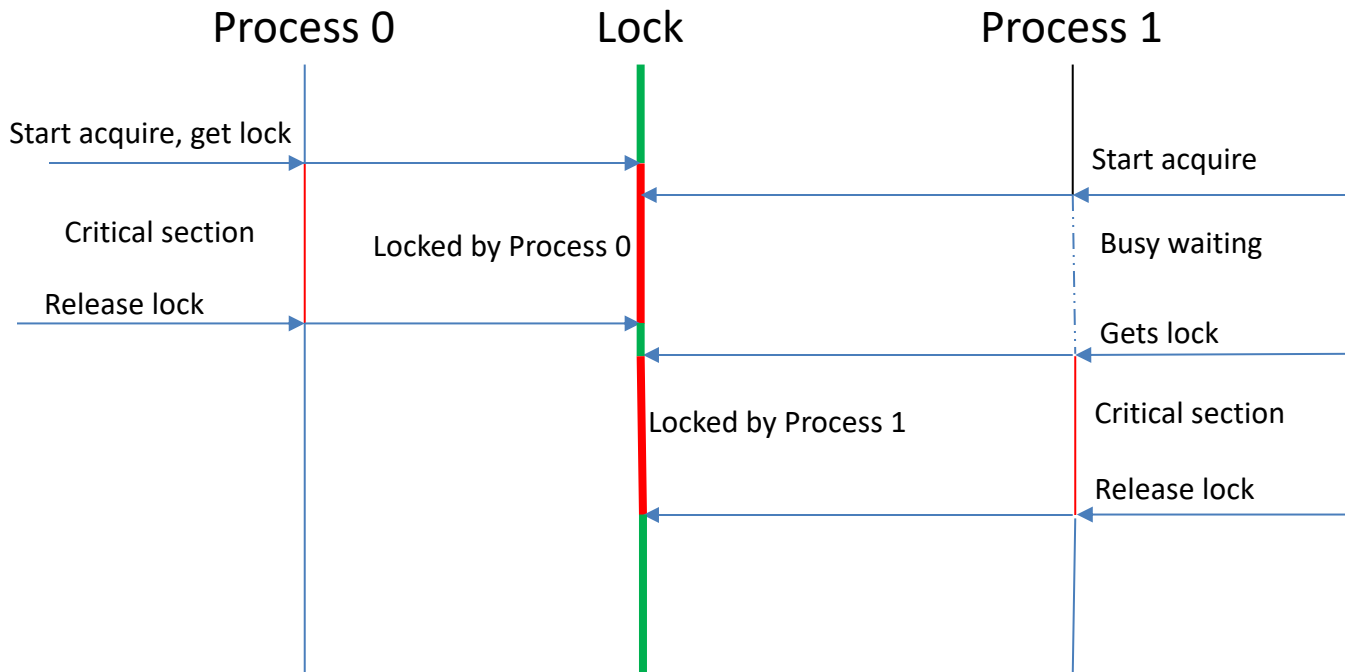 Process 0
Lock
Process 1
Start acquire, get lock
Start acquire
Critical section
Locked by Process 0
Busy waiting
Release lock
Gets lock
Locked by Process 1
Critical section
Release lock